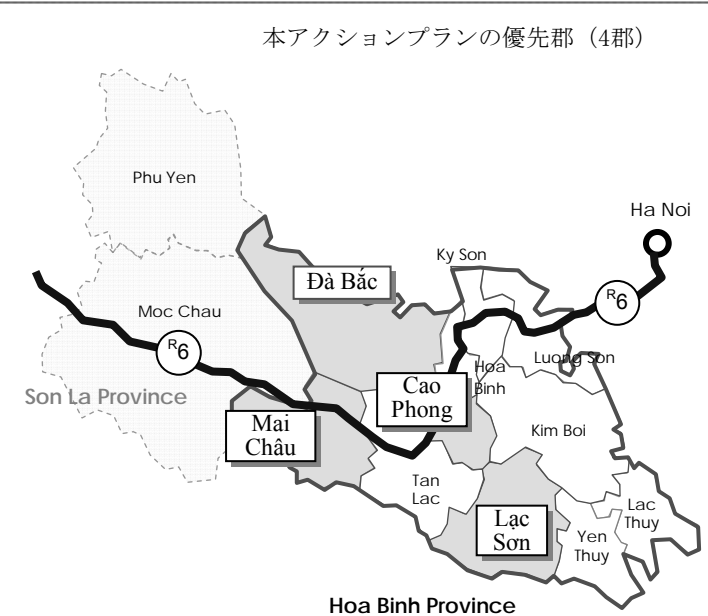 本アクションプランの優先郡（4郡）
Phu Yen
Ha Noi
Ky Son
Đà Bắc
R6
Moc Chau
R6
Luong Son
Hoa
Binh
Son La Province
Cao
Phong
Mai
Châu
Kim Boi
Tan
Lac
Lac
Thuy
Lạc
Sơn
Yen
Thuy
Hoa Binh Province